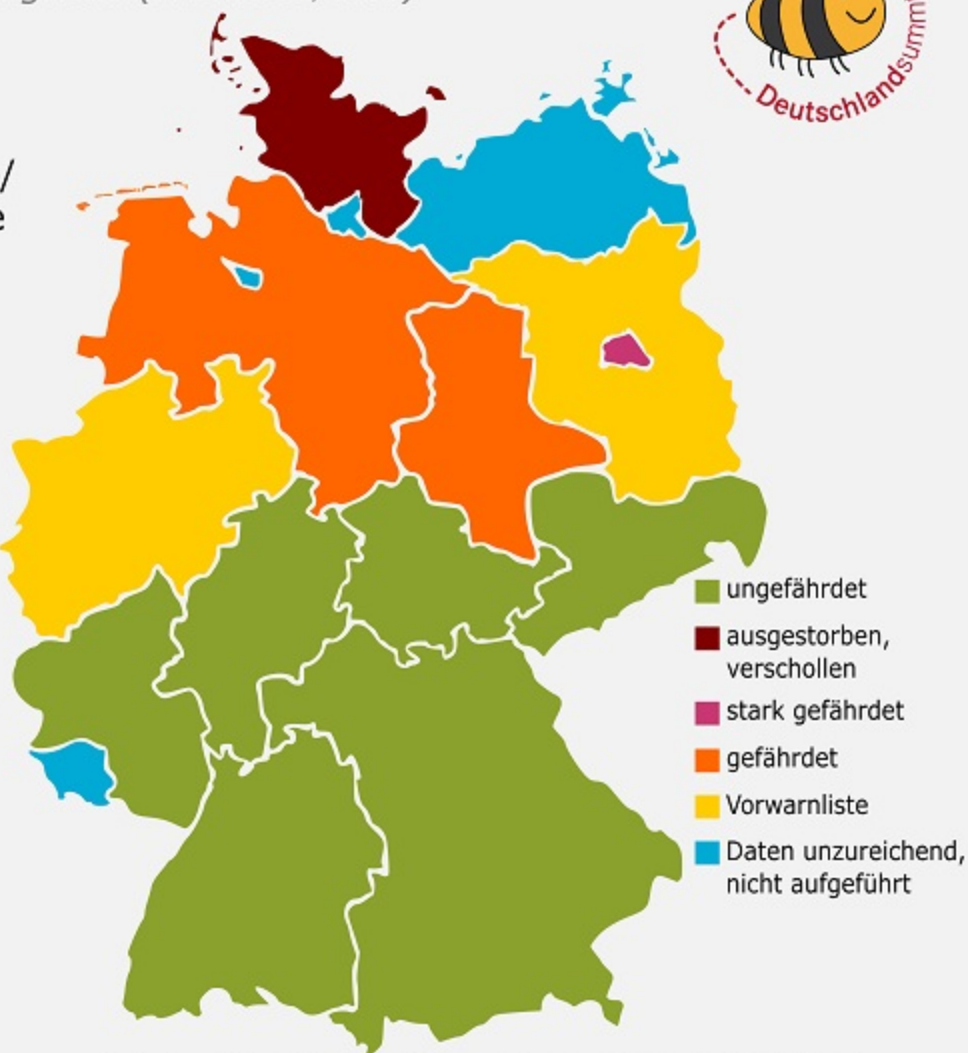 /
e
Deutschlandsumm
ungefährdet
ausgestorben,
verschollen
stark gefährdet
gefährdet
Vorwarnliste
Daten unzureichend,
nicht aufgeführt